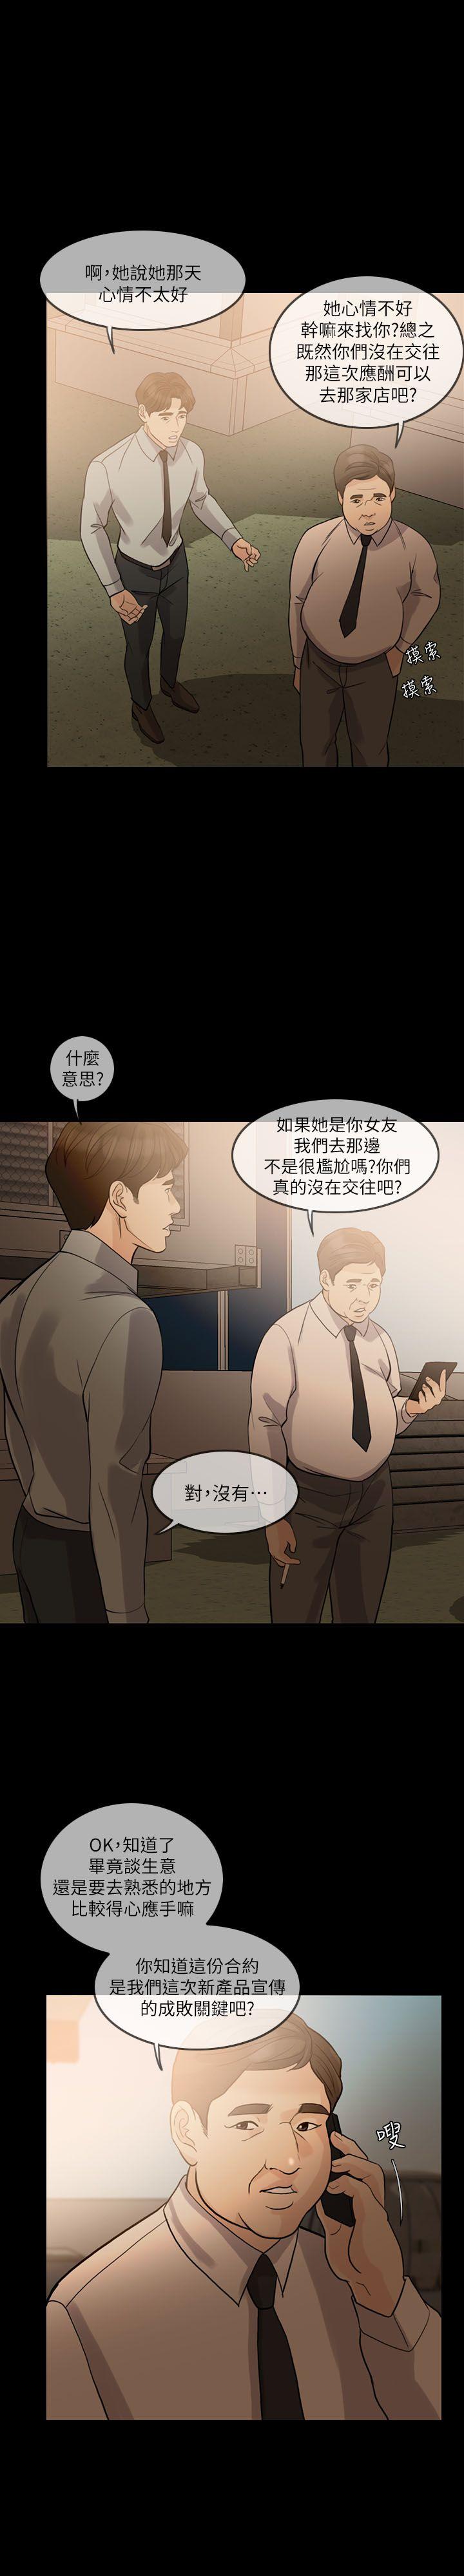 啊，她說她那天
心情不太好
她心情不好
幹嘛來找你?總之
既然你們沒在交往
那這次應酬可以
去那家店吧?
摸索
摸索
什麼
意思?
如果她是你女友
我們去那邊
不是很尷尬嗎?你們
真的沒在交往吧?
對，沒有⋯
OK，知道了
畢竟談生意
還是要去熟悉的地方
比較得心應手嘛
你知道這份合約
是我們這次新產品宣傳
的成敗關鍵吧?
嗖